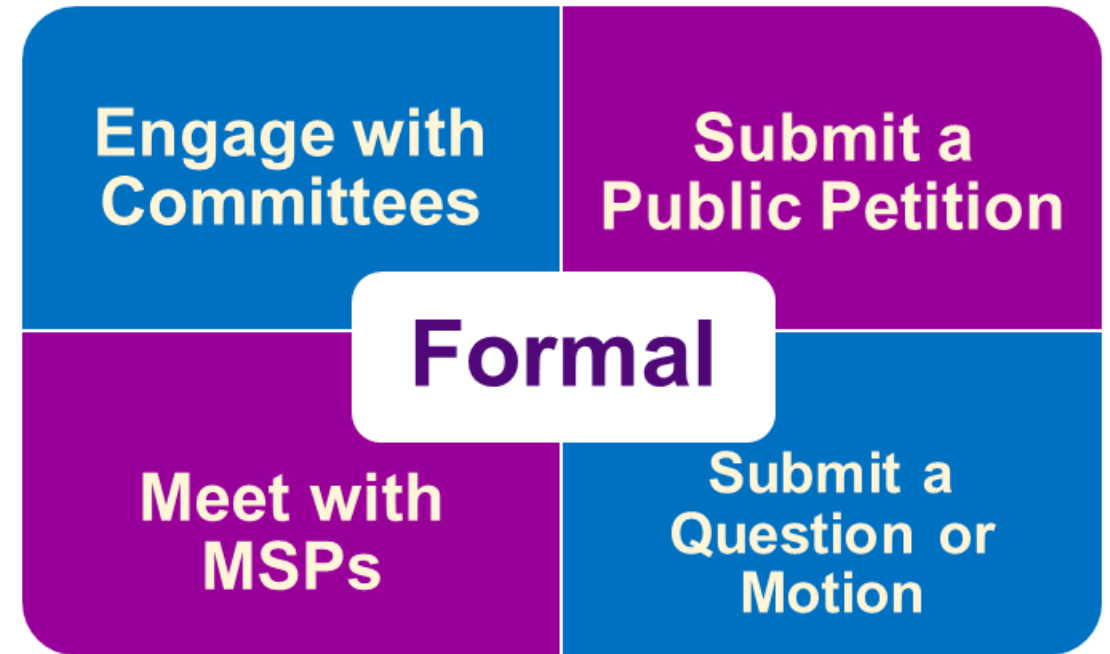 Engage with
Committees
Submit a
Public Petition
Formal
Meet with
MSPs
Submit a
Question or
Motion